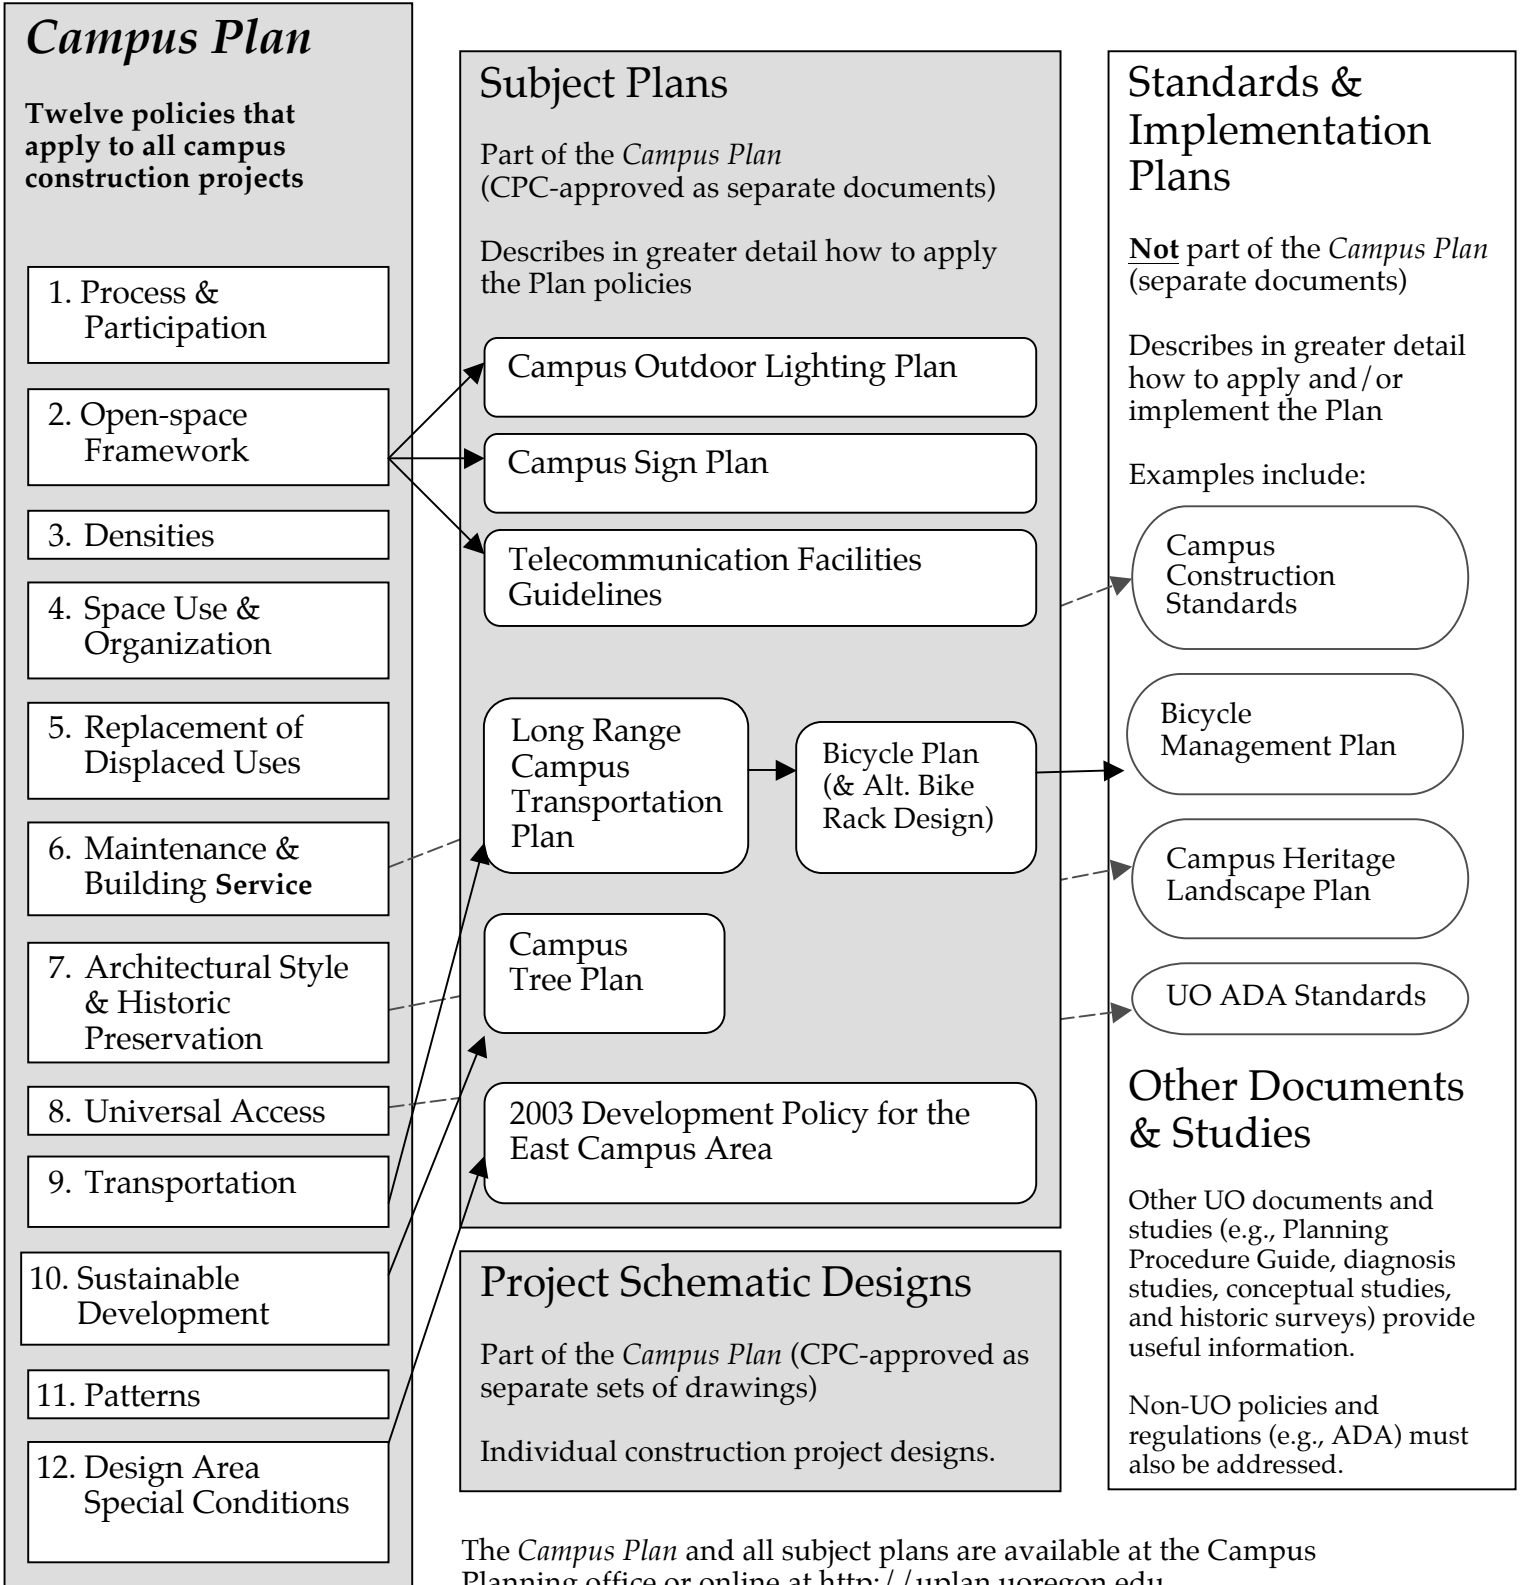 Campus Plan
Twelve policies that
apply to all campus
construction projects
1. Process &
Participation
2. Open-space
Framework
3. Densities
4. Space Use &
Organization
5. Replacement of
Displaced Uses
6. Maintenance &
Building Service
7. Architectural Style
& Historic
Preservation
8. Universal Access
9. Transportation
10. Sustainable
Development
11. Patterns
12. Design Area
Special Conditions
Subject Plans
Part of the Campus Plan
(CPC-approved as separate documents)
Describes in greater detail how to apply
the Plan policies
Campus Outdoor Lighting Plan
Campus Sign Plan
Telecommunication Facilities
Guidelines
Long Range
Campus
Transportation
Plan
Bicycle Plan
(& Alt. Bike
Rack Design)
Campus
Tree Plan
2003 Development Policy for the
East Campus Area
Project Schematic Designs
Part of the Campus Plan (CPC-approved as
separate sets of drawings)
Individual construction project designs.
Standards &
Implementation
Plans
Not part of the Campus Plan
(separate documents)
Describes in greater detail
how to apply and/or
implement the Plan
Examples include:
Campus
Construction
Standards
Bicycle
Management Plan
Campus Heritage
Landscape Plan
UO ADA Standards
Other Documents
& Studies
Other UO documents and
studies (e.g., Planning
Procedure Guide, diagnosis
studies, conceptual studies,
and historic surveys) provide
useful information.
Non-UO policies and
regulations (e.g., ADA) must
also be addressed.
The Campus Plan and all subject plans are available at the Campus
Planning office or online at http://uplan.uoregon.edu